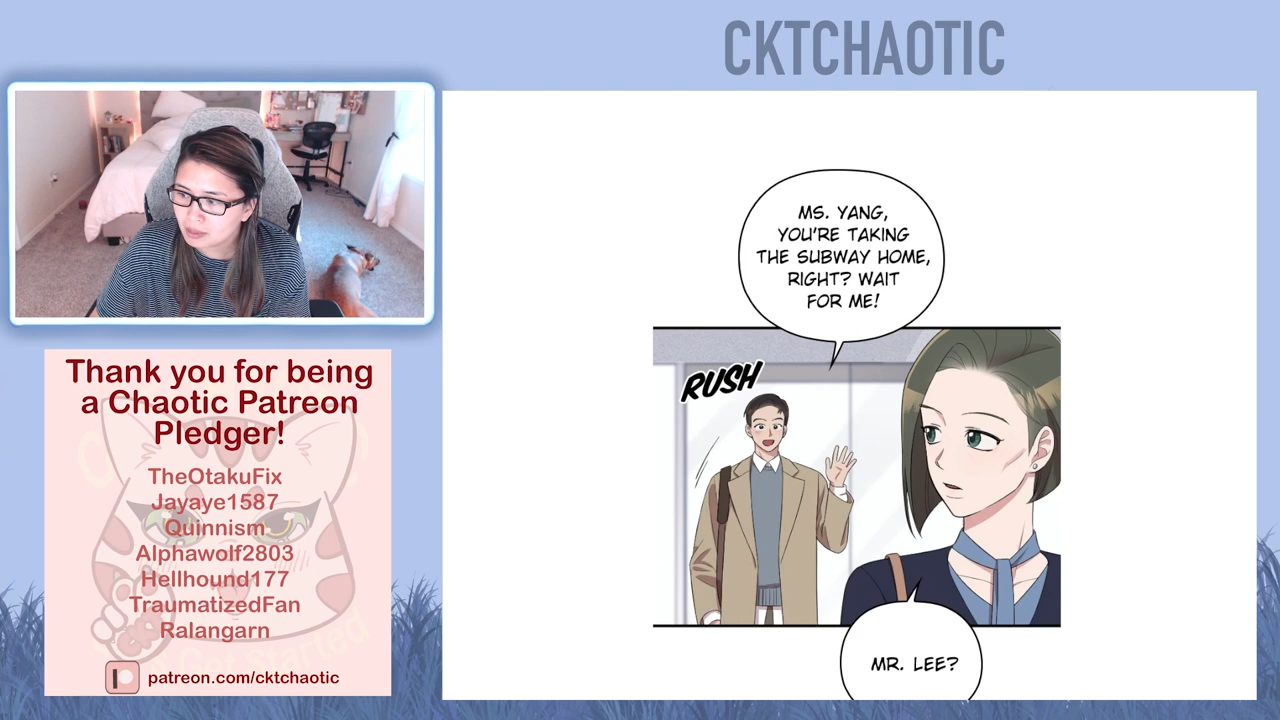 CKTCHAOTIC
MS. YANG,
YOU'RE TAKING
THE SUBWAY HOME,
RIGHT? WAIT
FOR ME!
RUSH
MR. LEE?
Thank you for being
a Chaotic Patreon
Pledger!
TheOtakuFix
Jayaye1587
Quinnism
Alphawolf2803
Hellhound177
TraumatizedFan
Ralangarn
patreon.com/cktchaotic